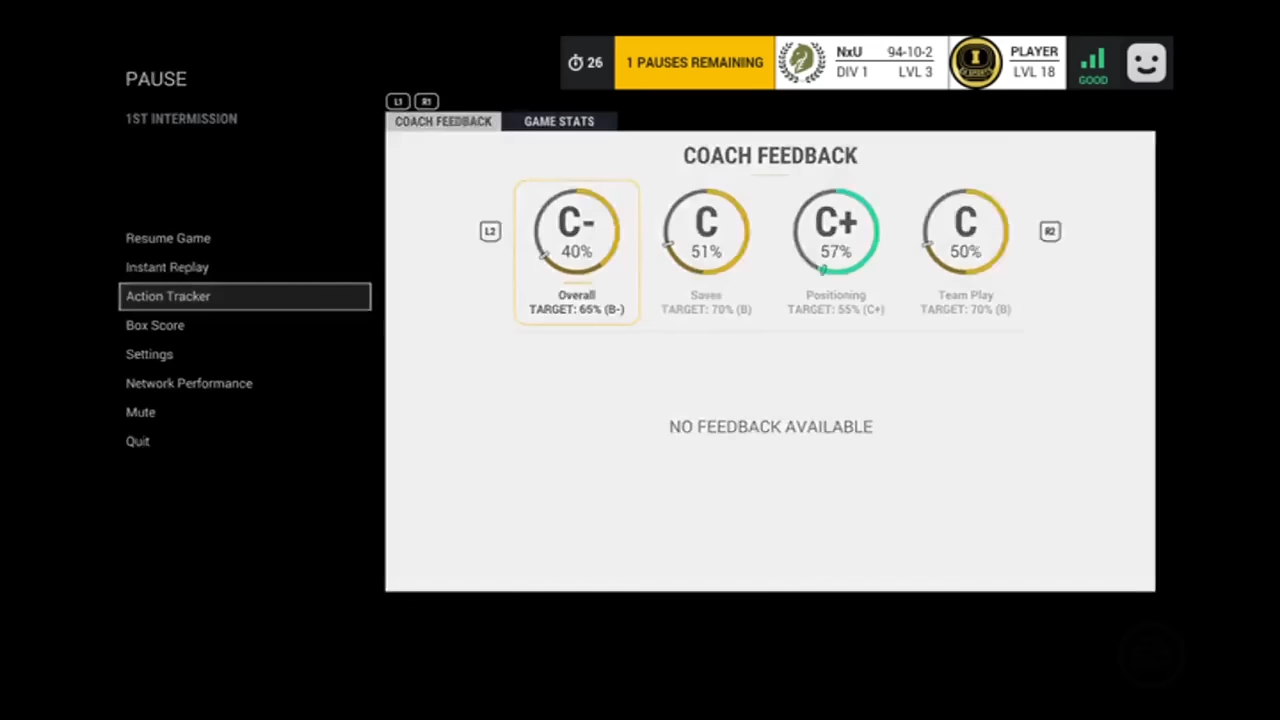 PAUSE
1ST INTERMISSION
26
1 PAUSES REMAINING
NxU 94-10-2
DIV 1 LVL 3
I
PLAYER
LVL 18
GOOD
L1 R1
COACH FEEDBACK GAME STATS
COACH FEEDBACK
L2
C-
40%
Overall
TARGET: 65% (B-)
C
51%
Saves
TARGET: 70% (B)
C+
57%
Positioning
TARGET: 55% (C+)
C
50%
Team Play
TARGET: 70% (B)
R2
NO FEEDBACK AVAILABLE
Resume Game
Instant Replay
Action Tracker
Box Score
Settings
Network Performance
Mute
Quit